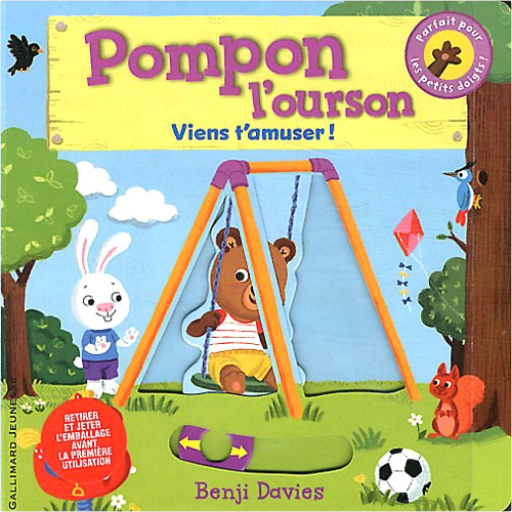 Pompon
l'ourson
Viens t'amuser !
Parfait pour
les petits doigts !
RETIRER
ET JETER
L'EMBALLAGE
AVANT
LA PREMIÈRE
UTILISATION
GALLIMARD JEUNE
Benji Davies